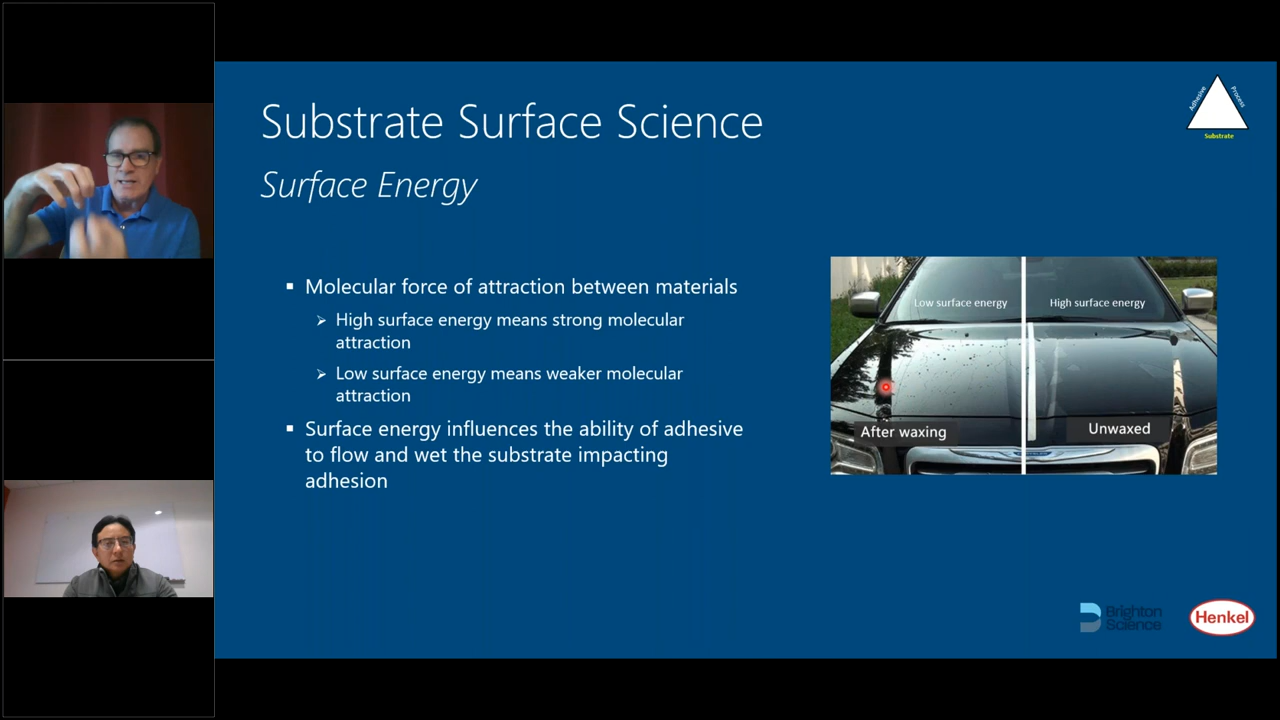 Substrate Surface Science
Adhesive
Process
Substrate
Surface Energy
Molecular force of attraction between materials
High surface energy means strong molecular
attraction
Low surface energy means weaker molecular
attraction
Surface energy influences the ability of adhesive
to flow and wet the substrate impacting
adhesion
Low surface energy
High surface energy
After waxing
Unwaxed
Brighton
Science
Henkel